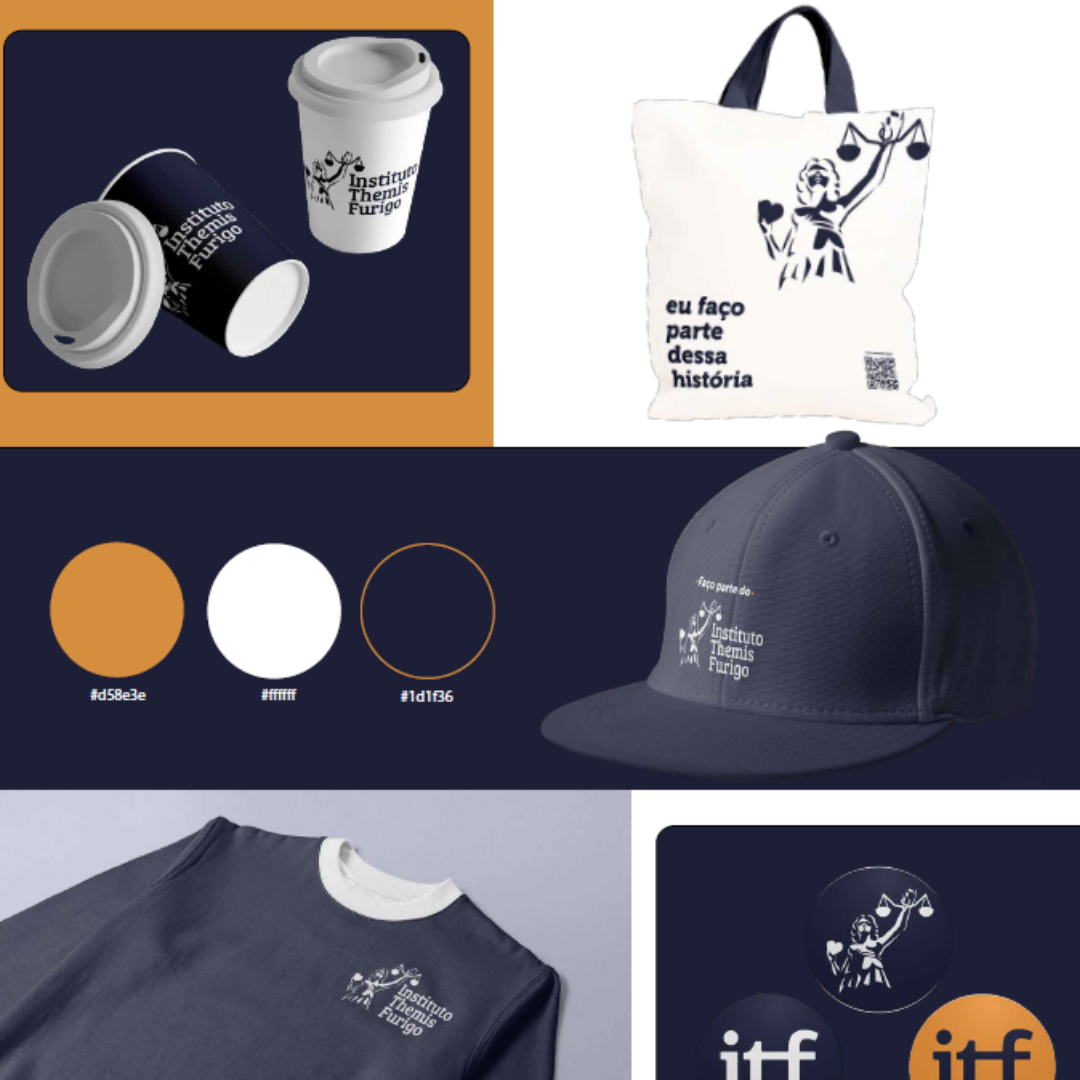 Instituto
Themis
Furigo
Instituto
Themis
Furigo
eu faço
parte
dessa
história
#d58e3e
#ffffff
#1d1f36
·Faço parte do·
Instituto
Themis
Furigo
Instituto
Themis
Furigo
itf
itf